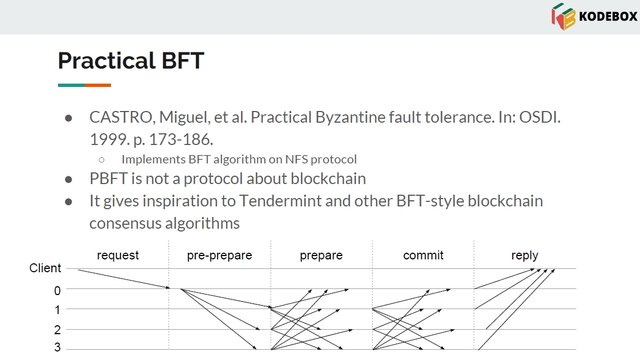 KODEBOX
Practical BFT
● CASTRO, Miguel, et al. Practical Byzantine fault tolerance. In: OSDI.
1999. p. 173-186.
○ Implements BFT algorithm on NFS protocol
● PBFT is not a protocol about blockchain
● It gives inspiration to Tendermint and other BFT-style blockchain
consensus algorithms
request pre-prepare prepare commit reply
Client
0
1
2
3